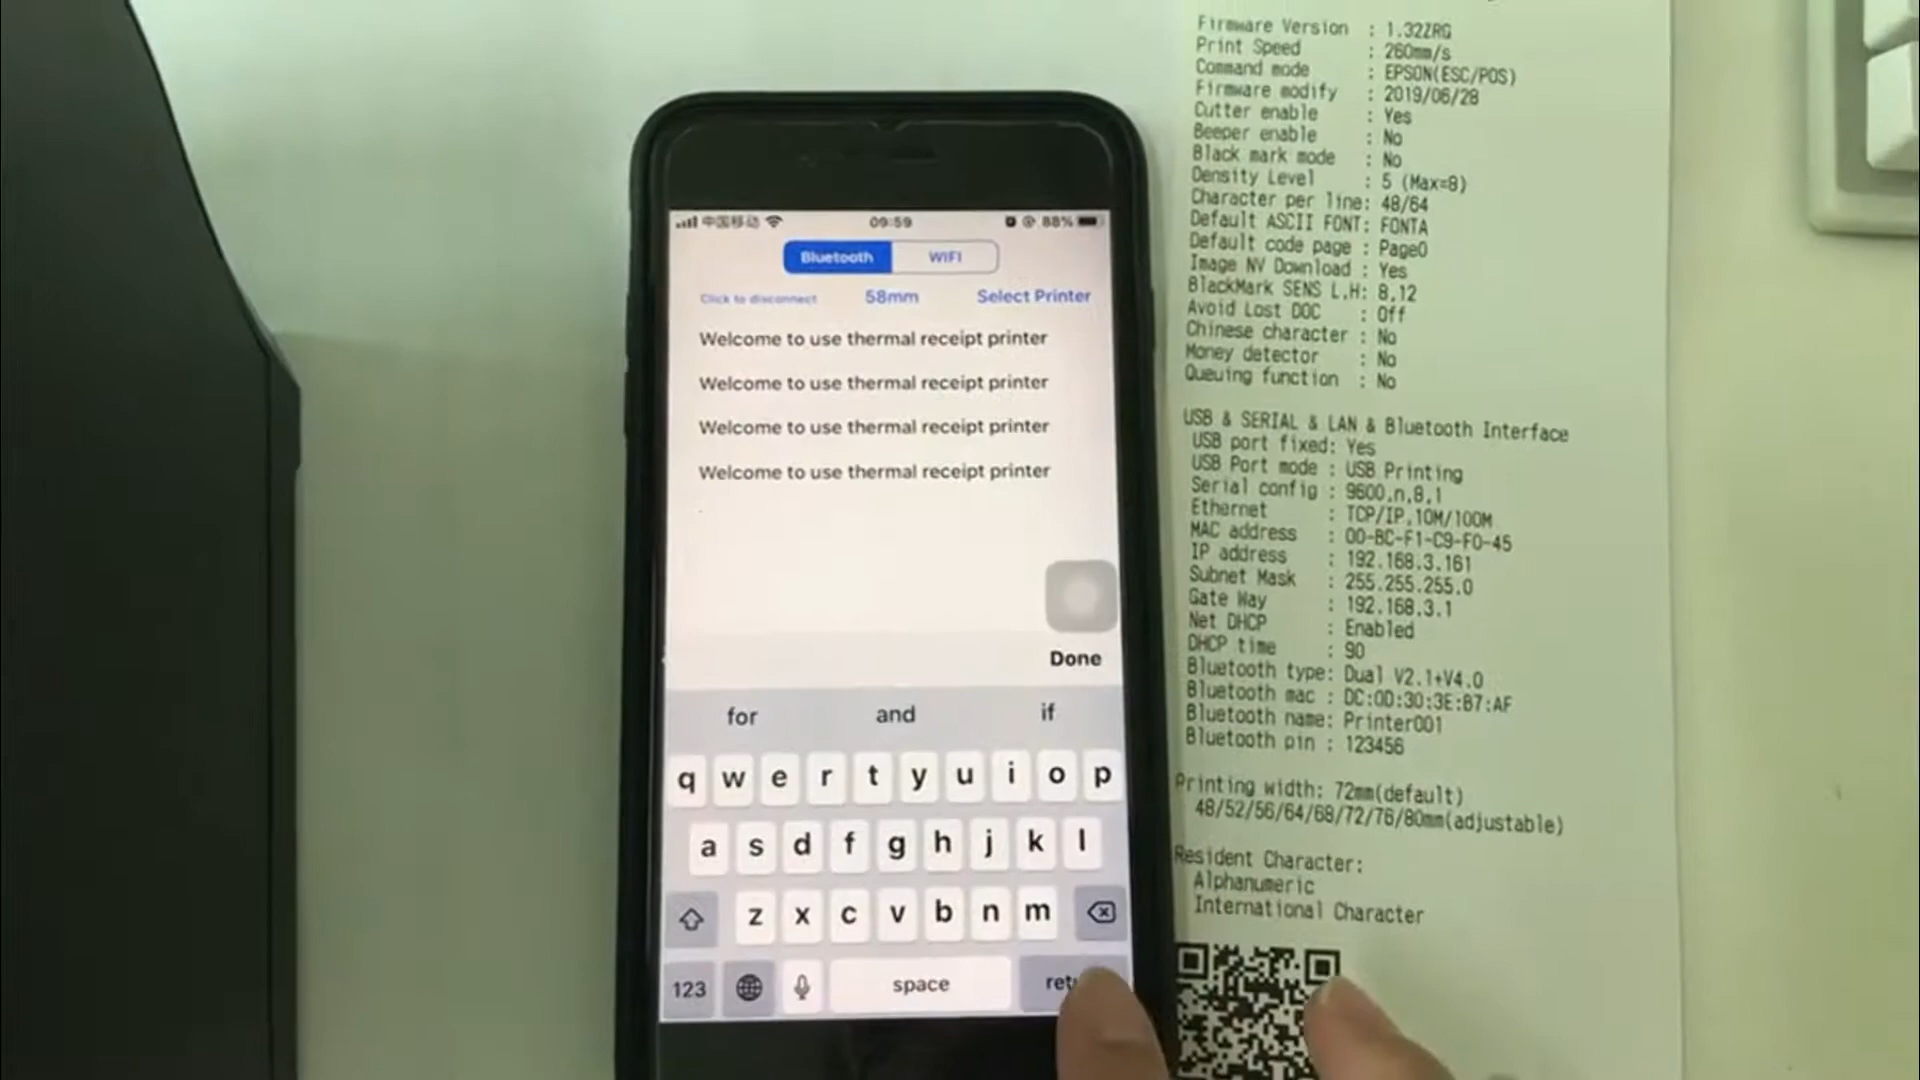 中国移动
09:59
88%
Bluetooth
WIFI
Click to disconnect
58mm
Select Printer
Welcome to use thermal receipt printer
Welcome to use thermal receipt printer
Welcome to use thermal receipt printer
Welcome to use thermal receipt printer
Done
for
and
if
q w e r t y u i o p
a s d f g h j k l
z x c v b n m
123
space
Firmware Version : 1.32ZRG
Print Speed : 260mm/s
Command mode : EPSON(ESC/POS)
Firmware modify : 2019/06/28
Cutter enable : Yes
Beeper enable : No
Black mark mode : No
Density Level : 5 (Max=8)
Character per line: 48/64
Default ASCII FONT: FONTA
Default code page : Page0
Image NV Download : Yes
BlackMark SENS L,H: 8,12
Avoid Lost DOC : Off
Chinese character : No
Money detector : No
Queuing function : No
USB & SERIAL & LAN & Bluetooth Interface
USB port fixed: Yes
USB Port mode : USB Printing
Serial config : 9600,n,8,1
Ethernet : TCP/IP,10M/100M
MAC address : 00-BC-F1-C9-F0-45
IP address : 192.168.3.161
Subnet Mask : 255.255.255.0
Gate Way : 192.168.3.1
Net DHCP : Enabled
DHCP time : 90
Bluetooth type: Dual V2.1+V4.0
Bluetooth mac : DC:0D:30:3E:B7:AF
Bluetooth name: Printer001
Bluetooth pin : 123456
Printing width: 72mm(default)
48/52/56/64/68/72/76/80mm(adjustable)
Resident Character:
Alphanumeric
International Character